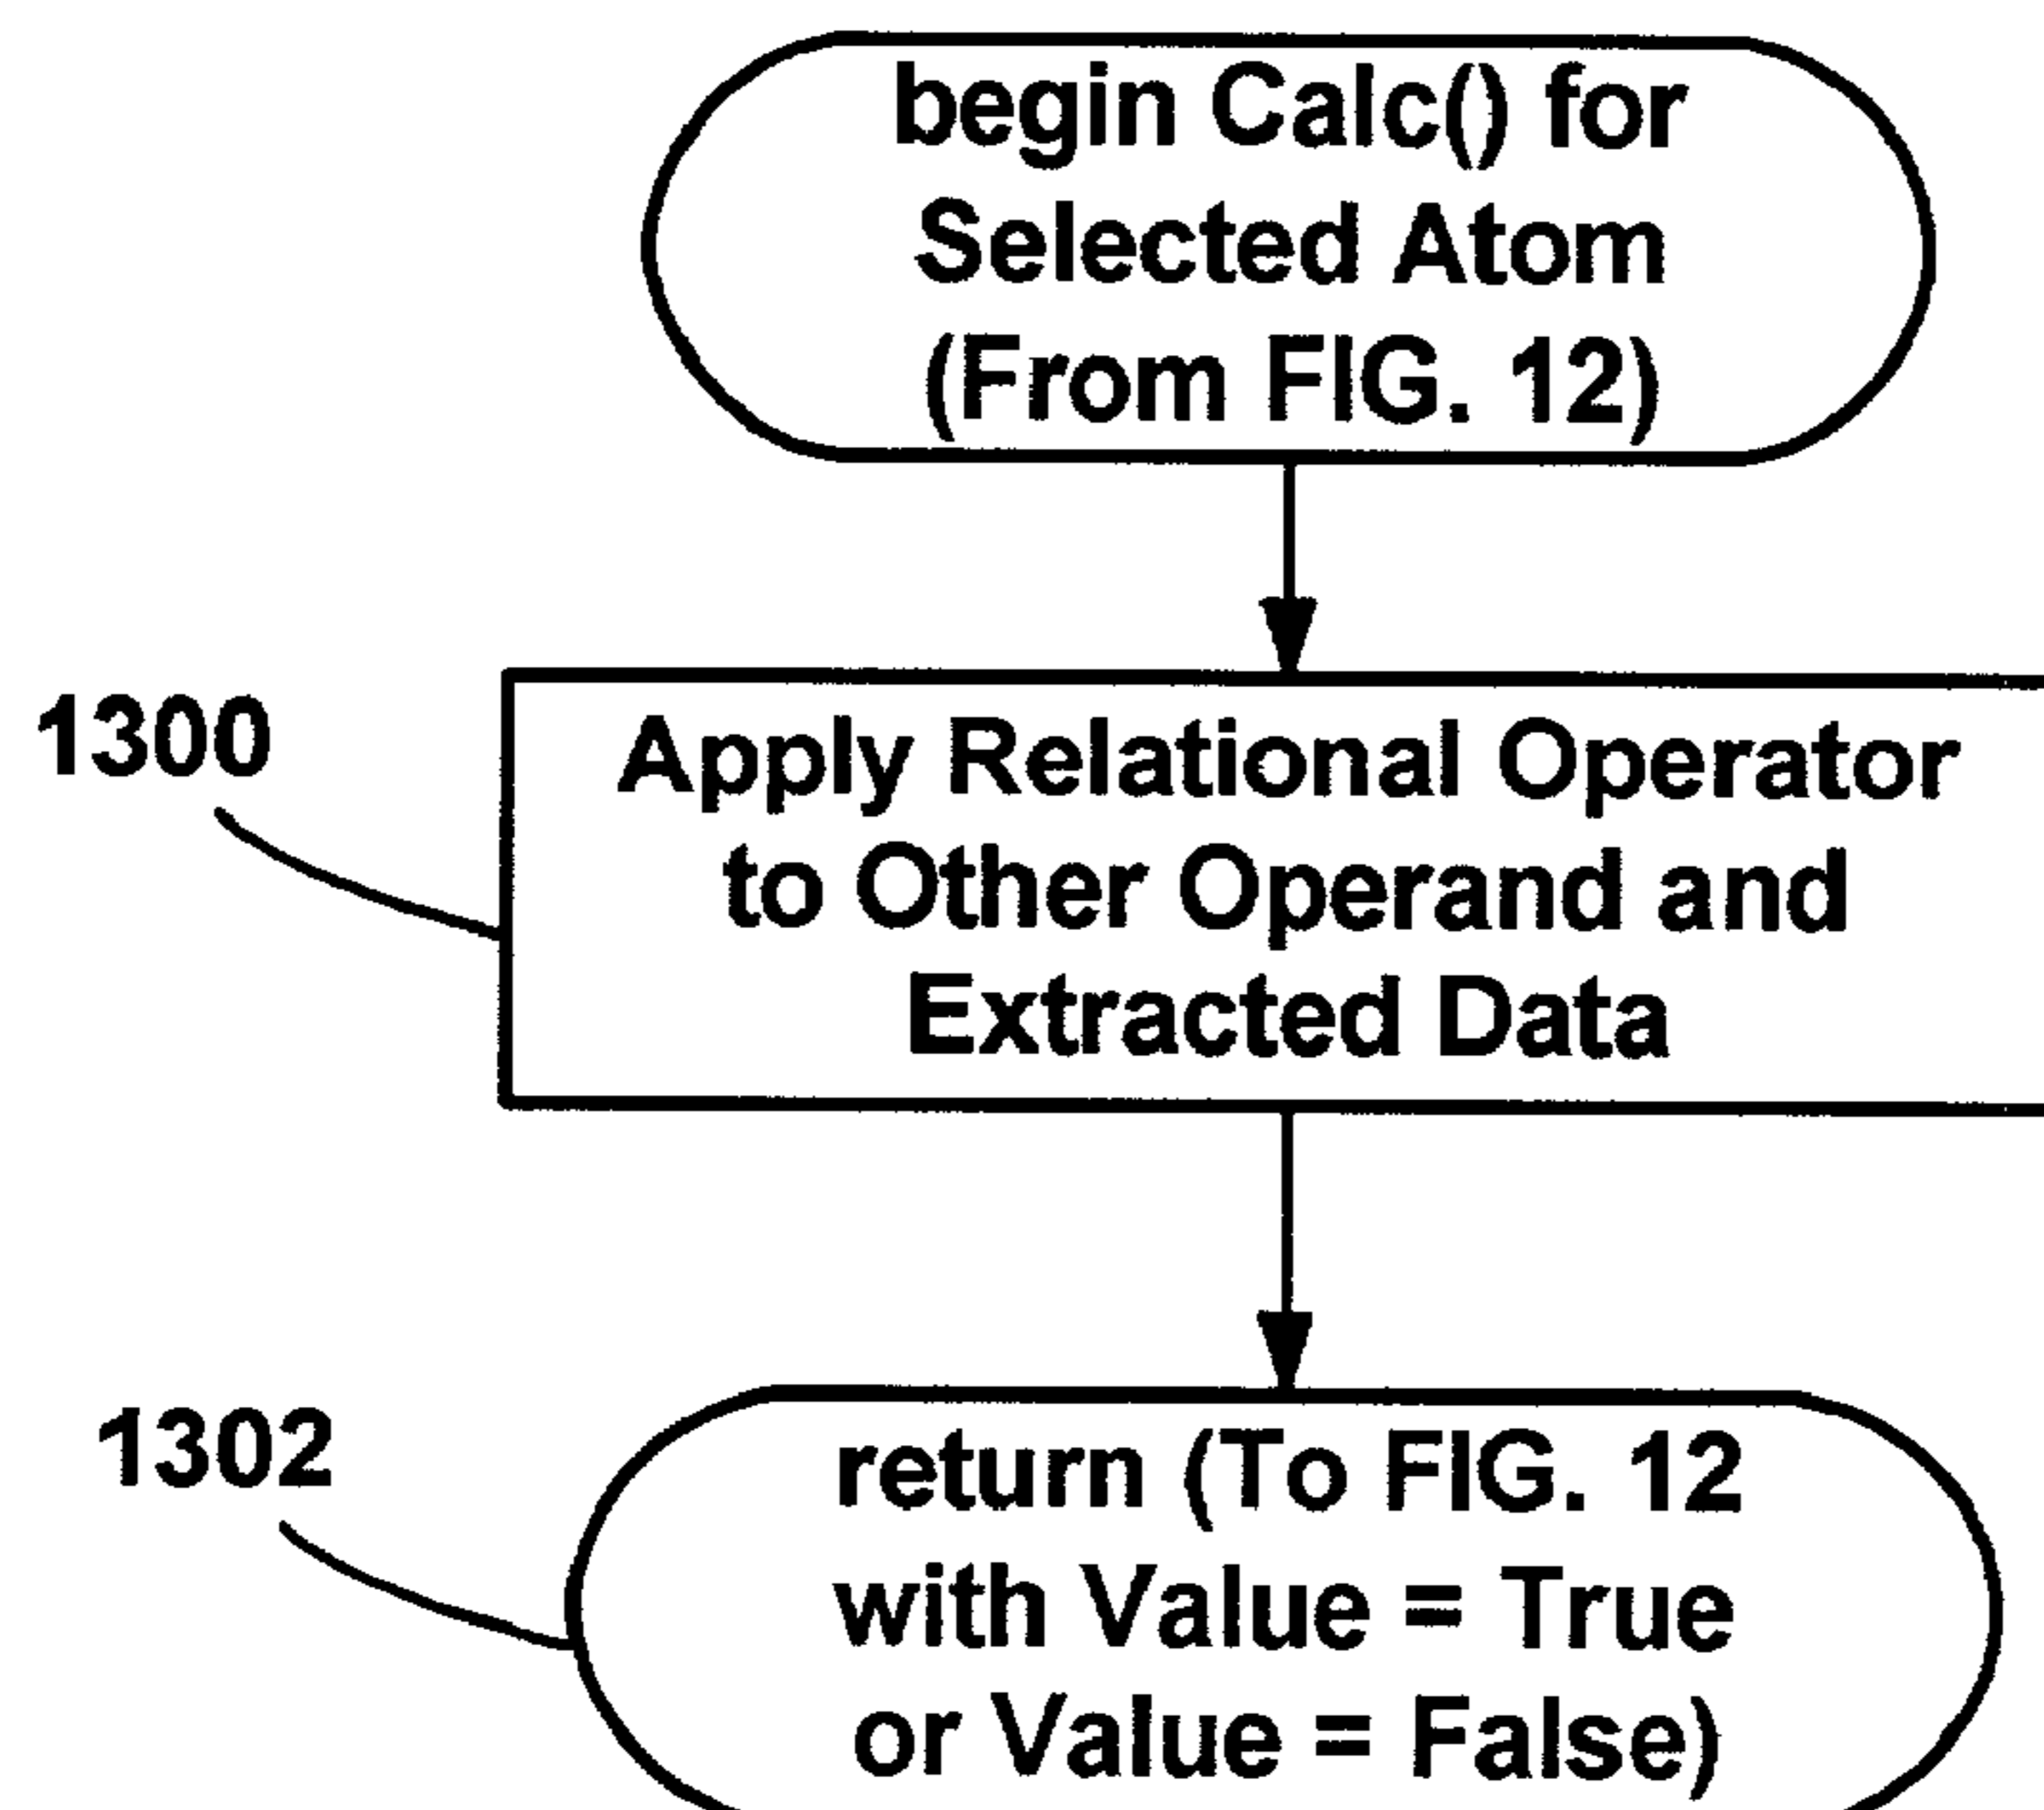 begin Calc() for
Selected Atom
(From FIG. 12)
1300
Apply Relational Operator
to Other Operand and
Extracted Data
1302
return (To FIG. 12
with Value = True
or Value = False)